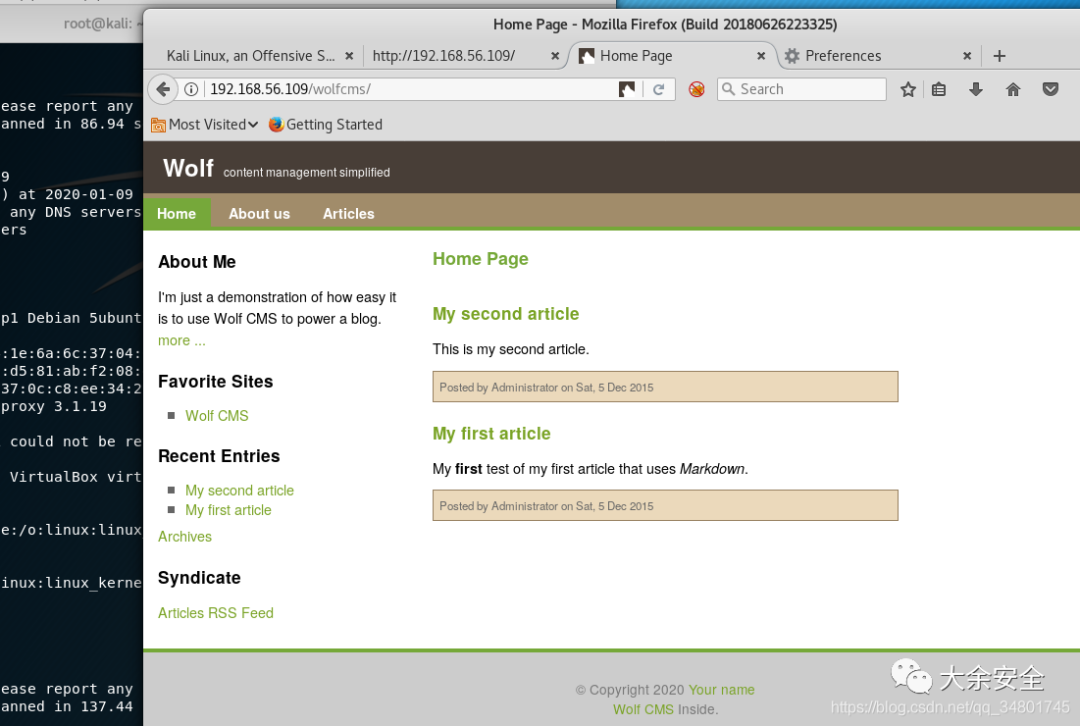 root@kali: ~
Home Page - Mozilla Firefox (Build 20180626223325)
Kali Linux, an Offensive S...
http://192.168.56.109/
Home Page
Preferences
192.168.56.109/wolfcms/
Search
Most Visited
Getting Started
ease report any
anned in 86.94 s
9
) at 2020-01-09
any DNS servers
ers
p1 Debian 5ubunt
:1e:6a:6c:37:04:
:d5:81:ab:f2:08:
37:0c:c8:ee:34:2
proxy 3.1.19
could not be re
VirtualBox virt
e:/o:linux:linux
inux:linux_kerne
ease report any
anned in 137.44
Wolf content management simplified
Home
About us
Articles
About Me
I'm just a demonstration of how easy it
is to use Wolf CMS to power a blog.
more ...
Favorite Sites
Wolf CMS
Recent Entries
My second article
My first article
Archives
Syndicate
Articles RSS Feed
Home Page
My second article
This is my second article.
Posted by Administrator on Sat, 5 Dec 2015
My first article
My first test of my first article that uses Markdown.
Posted by Administrator on Sat, 5 Dec 2015
© Copyright 2020 Your name
Wolf CMS Inside.
大余安全
https://blog.csdn.net/qq_34801745